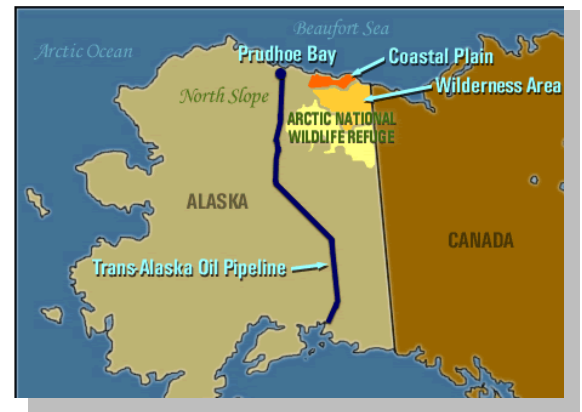 Beaufort Sea
Arctic Ocean
Prudhoe Bay
Coastal Plain
Wilderness Area
North Slope
ARCTIC NATIONAL
WILDLIFE REFUGE
ALASKA
CANADA
Trans-Alaska Oil Pipeline